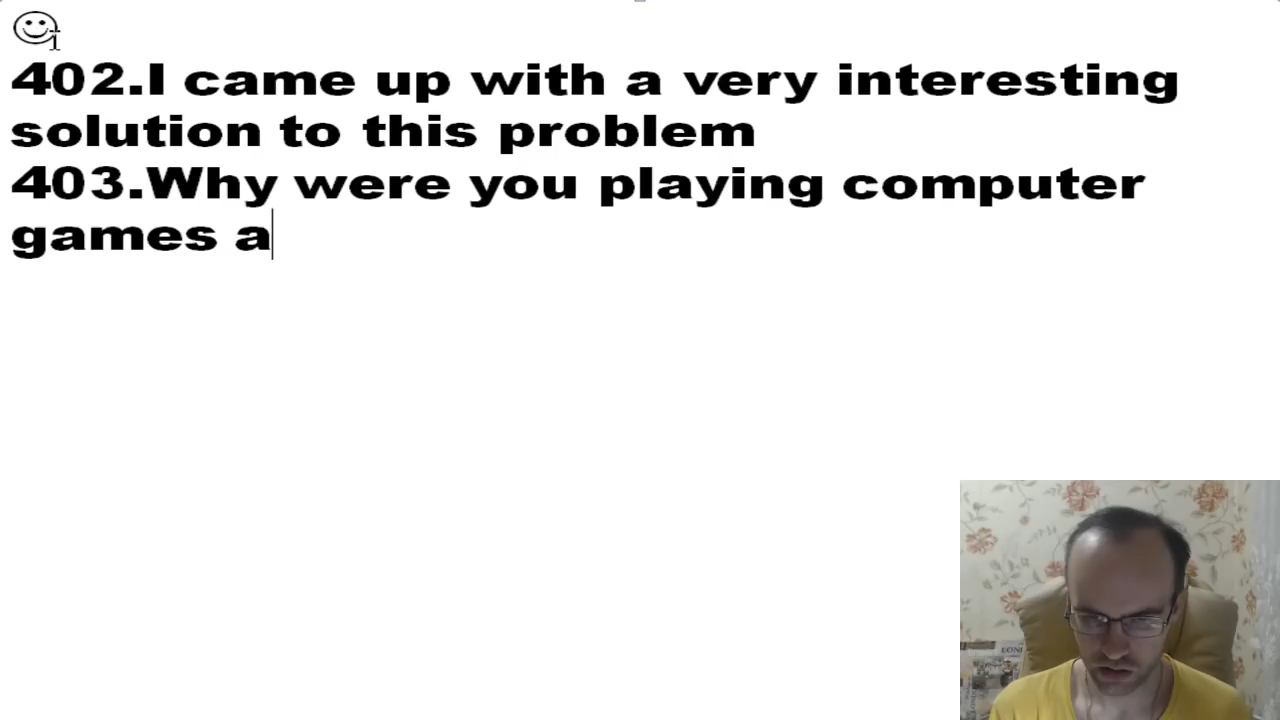 402.I came up with a very interesting
solution to this problem
403.Why were you playing computer
games a